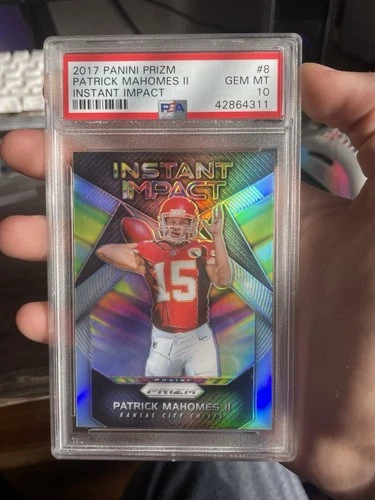 2017 PANINI PRIZM #8
PATRICK MAHOMES II GEM MT
INSTANT IMPACT 10
PSA 42864311
INSTANT
IMPACT
15
PANINI
PRIZM
PATRICK MAHOMES II
KANSAS CITY CHIEFS